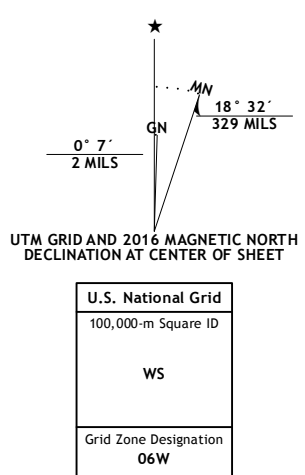 ★
MN
18° 32´
329 MILS
GN
0° 7´
2 MILS
UTM GRID AND 2016 MAGNETIC NORTH
DECLINATION AT CENTER OF SHEET
U.S. National Grid
100,000-m Square ID
WS
Grid Zone Designation
06W